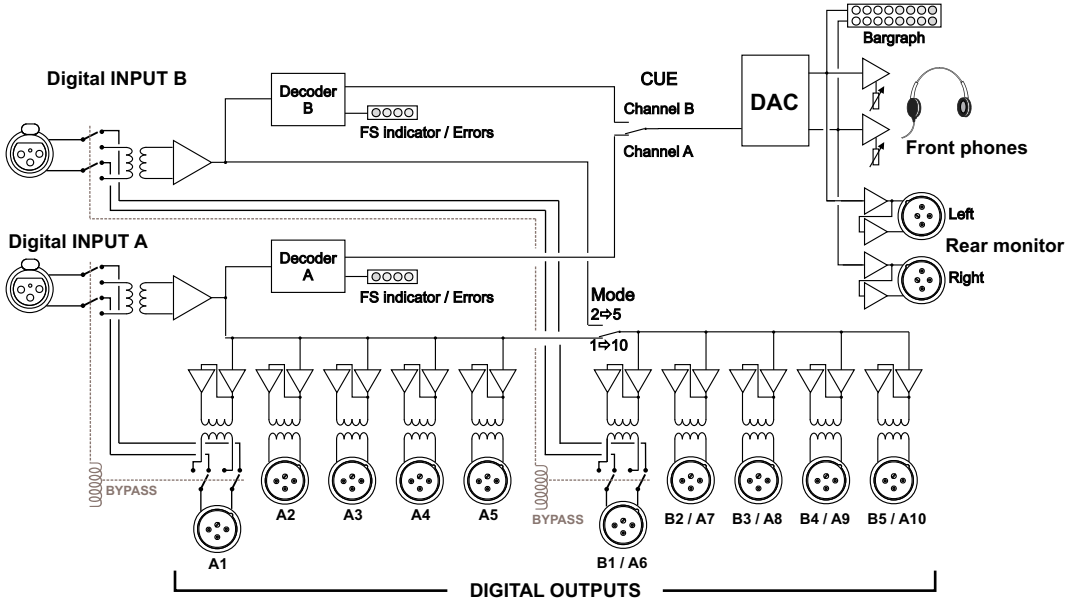 Bargraph
Digital INPUT B
Decoder
B
FS indicator / Errors
CUE
Channel B
Channel A
DAC
Front phones
Left
Rear monitor
Right
Digital INPUT A
Decoder
A
FS indicator / Errors
Mode
2⇨5
1⇨10
BYPASS
A1
A2
A3
A4
A5
BYPASS
B1 / A6
B2 / A7
B3 / A8
B4 / A9
B5 / A10
DIGITAL OUTPUTS